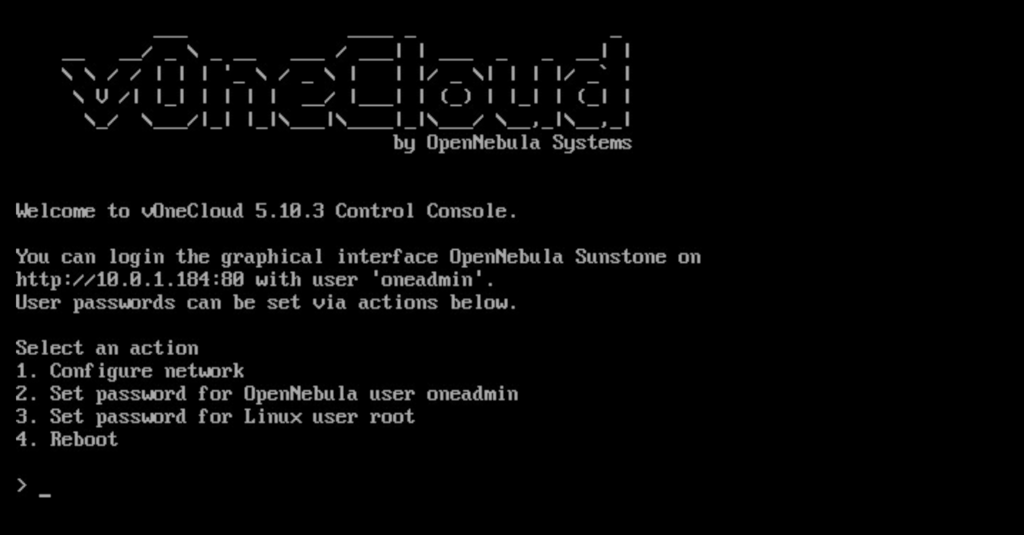 vOneCloud
by OpenNebula Systems
Welcome to vOneCloud 5.10.3 Control Console.
You can login the graphical interface OpenNebula Sunstone on
http://10.0.1.184:80 with user 'oneadmin'.
User passwords can be set via actions below.
Select an action
1. Configure network
2. Set password for OpenNebula user oneadmin
3. Set password for Linux user root
4. Reboot
> _